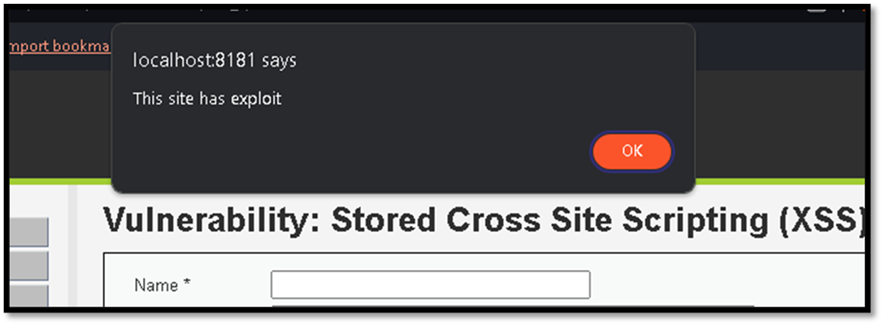 mport bookma
localhost:8181 says
This site has exploit
OK
Vulnerability: Stored Cross Site Scripting (XSS)
Name *